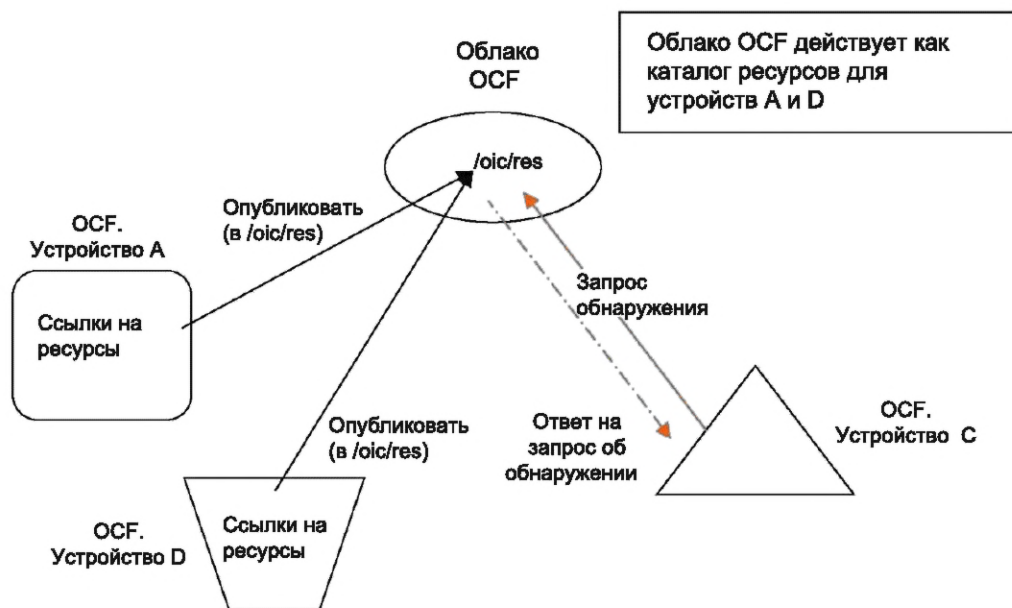 Облако
OCF
Облако OCF действует как
каталог ресурсов для
устройств A и D
/oic/res
Опубликовать
(в /oic/res)
OCF.
Устройство A
Ссылки на
ресурсы
Запрос
обнаружения
Опубликовать
(в /oic/res)
Ответ на
запрос об
обнаружении
OCF.
Устройство C
OCF.
Устройство D
Ссылки на
ресурсы